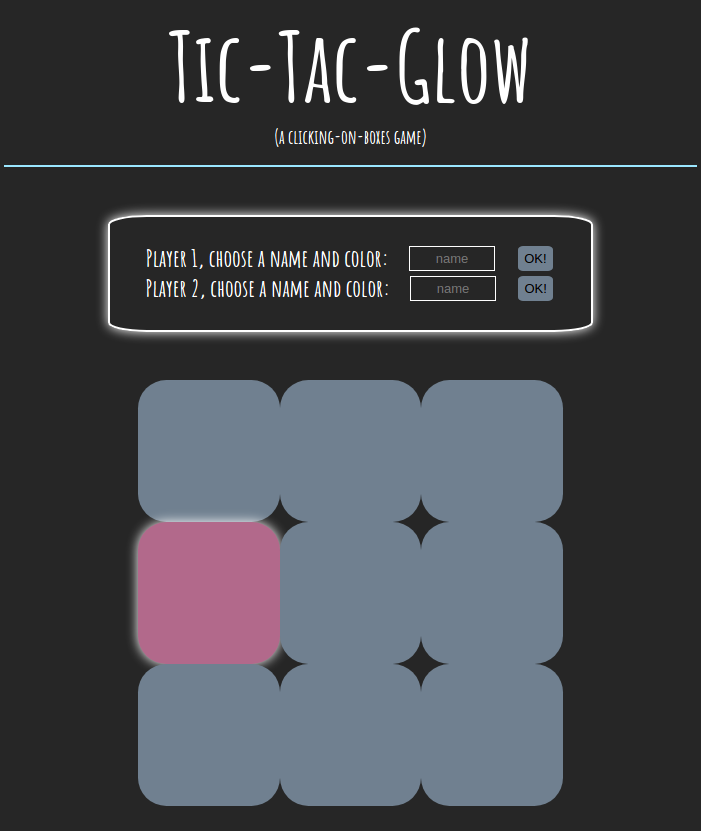 Tic-Tac-Glow
(a clicking-on-boxes game)
Player 1, choose a name and color: name OK!
Player 2, choose a name and color: name OK!